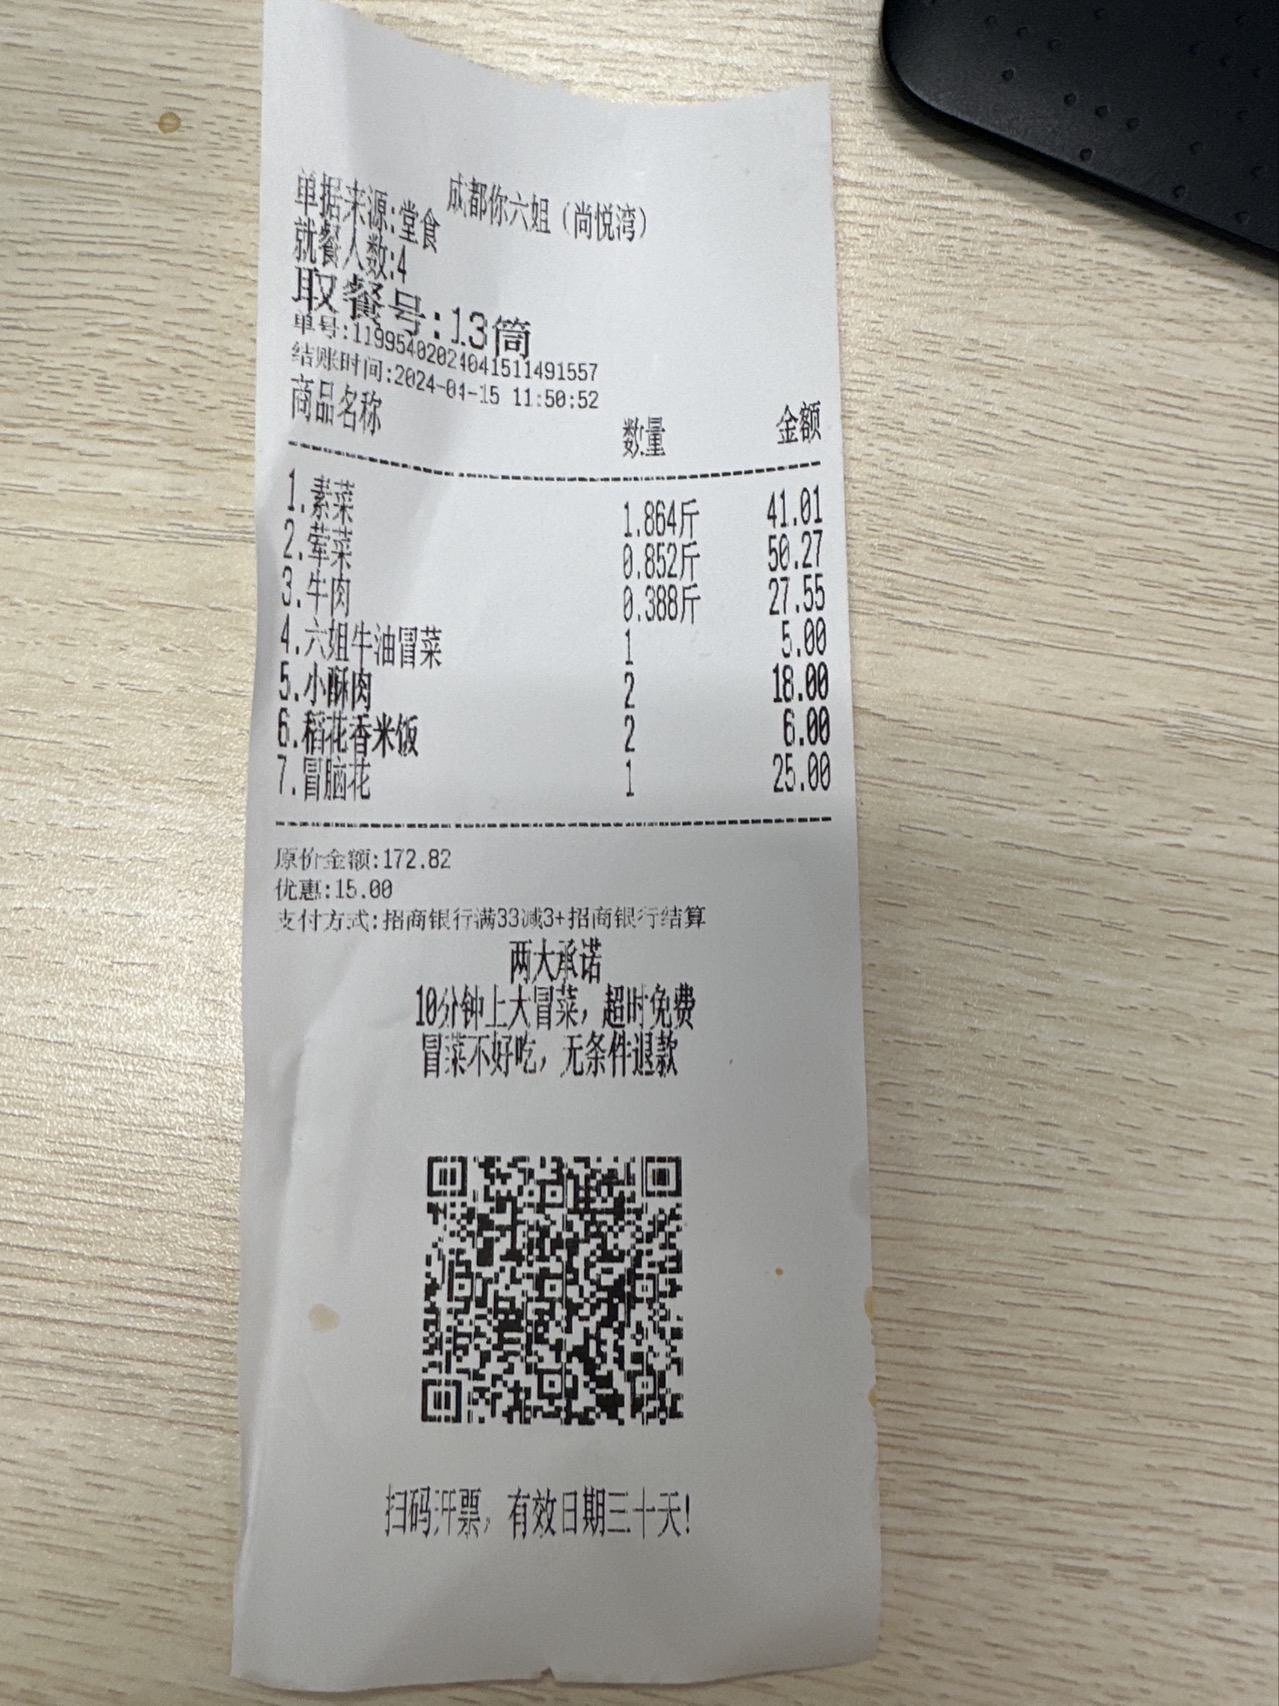 成都你六姐（尚悦湾）
单据来源:堂食
就餐人数:4
取餐号:13筒
单号:11995402024041511491557
结账时间:2024-04-15 11:50:52
商品名称 数量 金额
1.素菜 1.864斤 41.01
2.荤菜 0.852斤 50.27
3.牛肉 0.388斤 27.55
4.六姐牛油冒菜 1 5.00
5.小酥肉 2 18.00
6.稻花香米饭 2 6.00
7.冒脑花 1 25.00
原价金额:172.82
优惠:15.00
支付方式:招商银行满33减3+招商银行结算
两大承诺
10分钟上大冒菜，超时免费
冒菜不好吃，无条件退款
扫码开票，有效日期三十天!